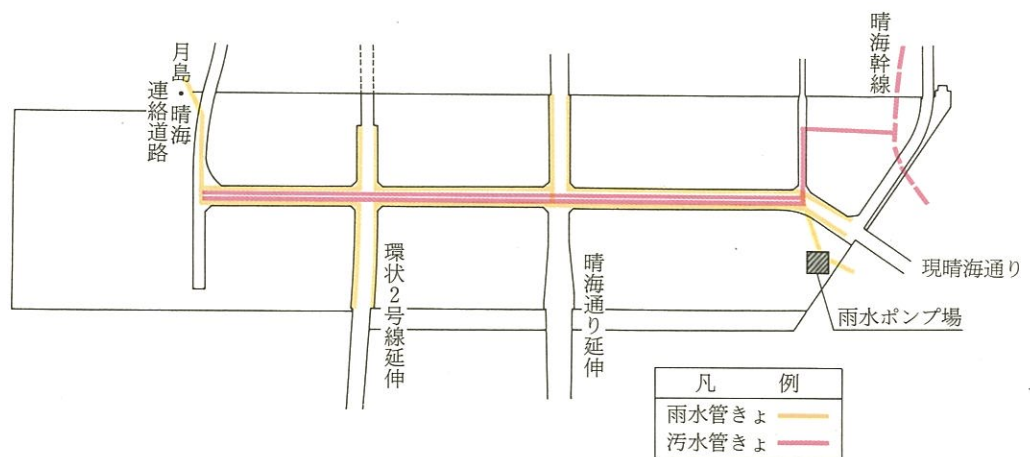 月島・晴海
連絡道路
晴海幹線
環状2号線延伸
晴海通り延伸
現晴海通り
雨水ポンプ場
凡 例
雨水管きょ
汚水管きょ